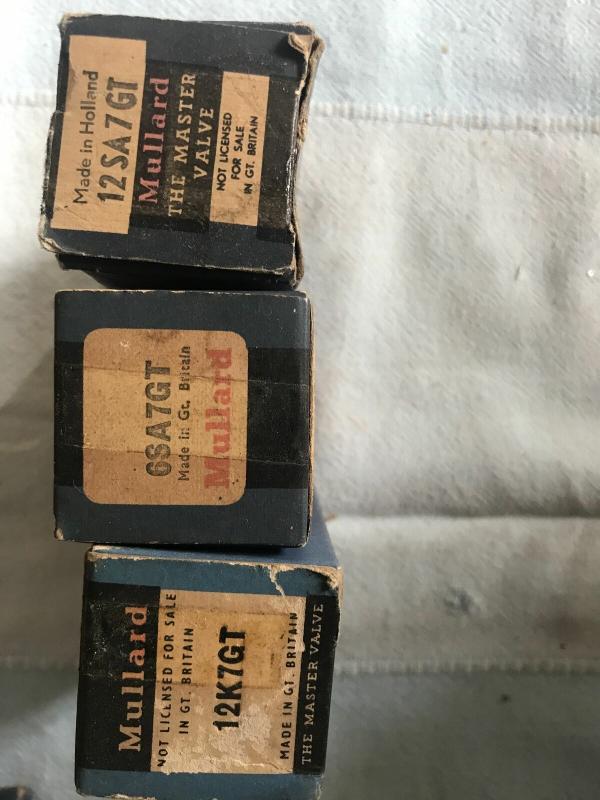 Made in Holland
12SA7GT
Mullard
THE MASTER
VALVE
NOT LICENSED
FOR SALE
IN GT. BRITAIN
6SA7GT
Made in Gt. Britain
Mullard
Mullard
NOT LICENSED FOR SALE
IN GT. BRITAIN
12K7GT
MADE IN GT. BRITAIN
THE MASTER VALVE